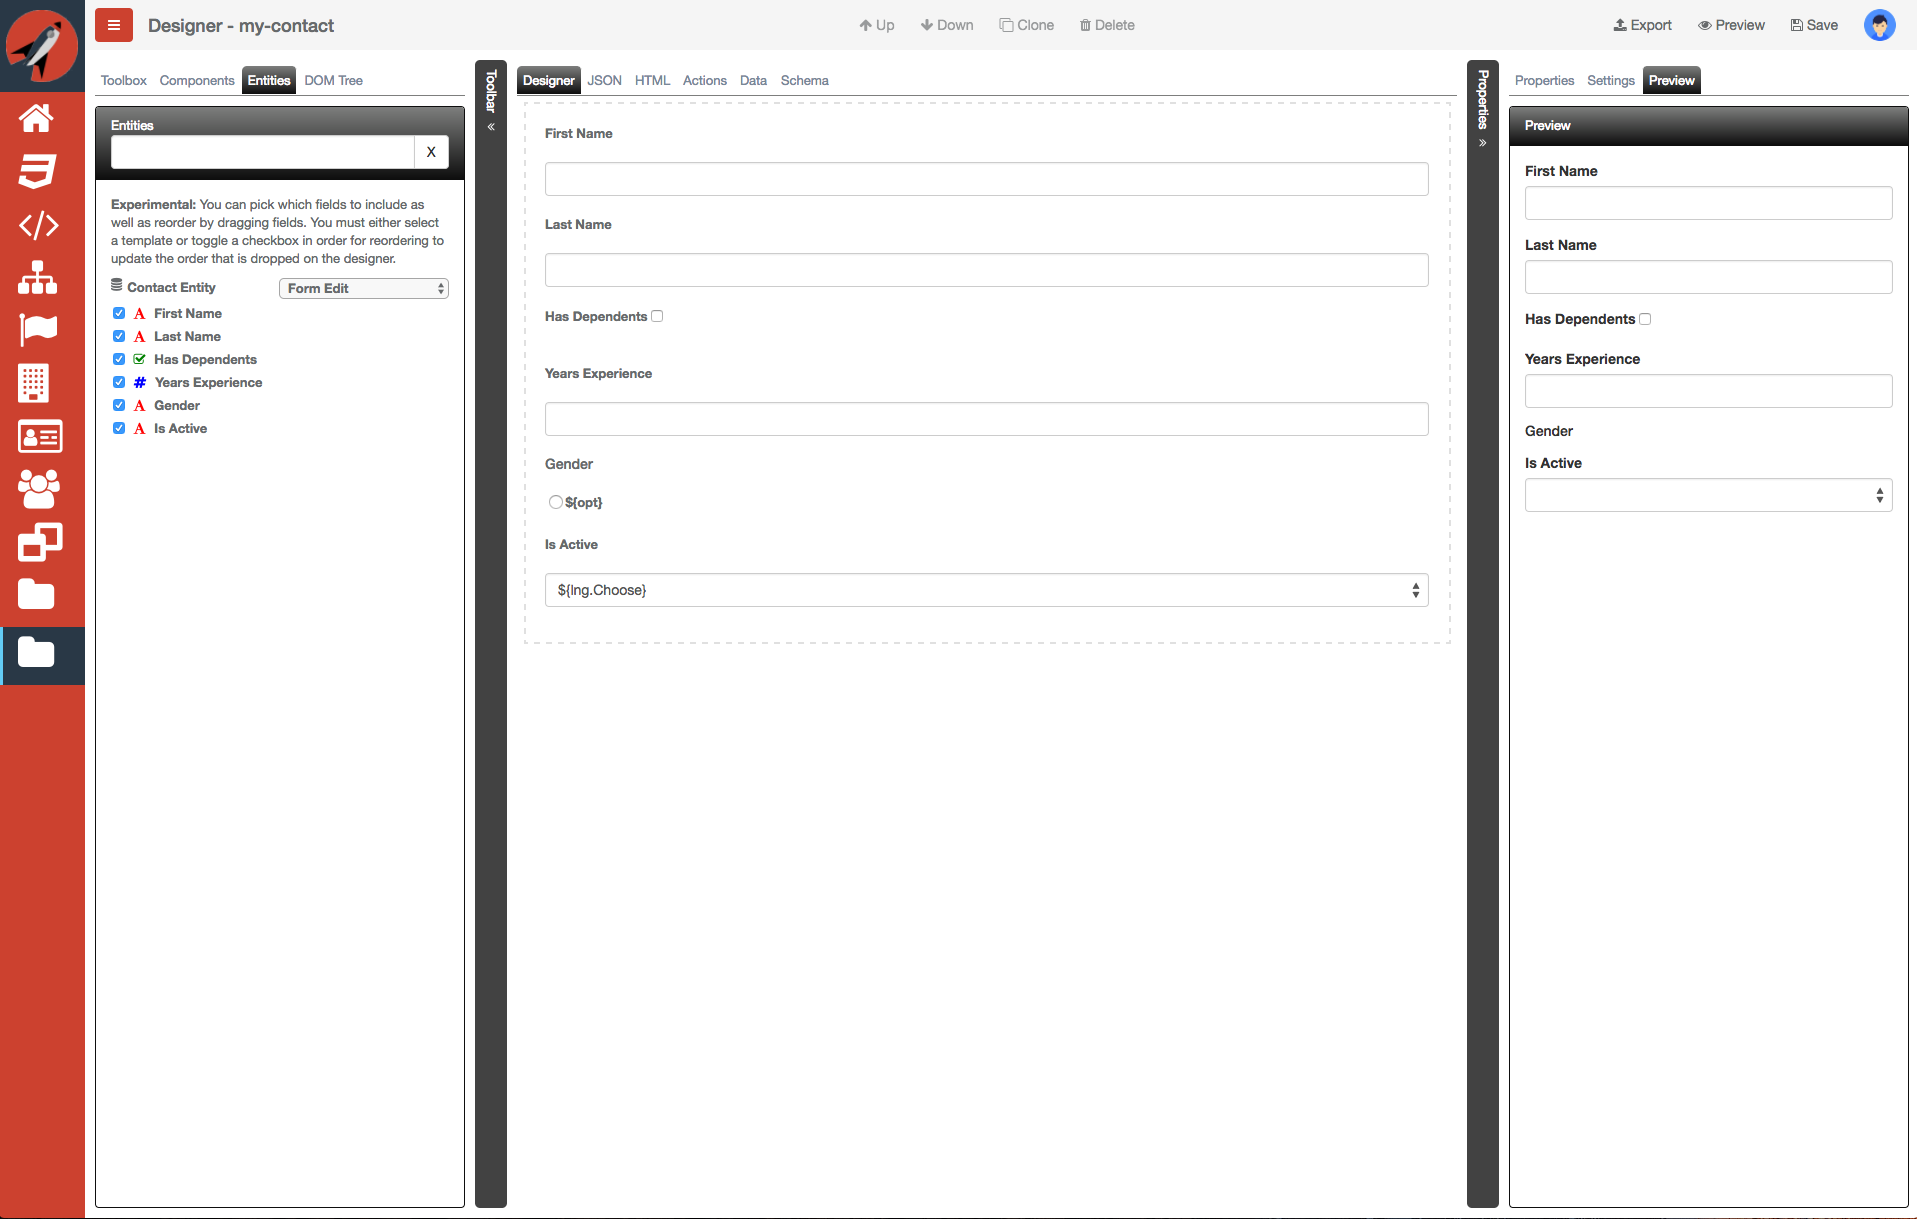 Designer - my-contact
Up Down Clone Delete
Export Preview Save
Toolbox Components Entities DOM Tree
Entities
X
Experimental: You can pick which fields to include as
well as reorder by dragging fields. You must either select
a template or toggle a checkbox in order for reordering to
update the order that is dropped on the designer.
Contact Entity Form Edit
A First Name
A Last Name
Has Dependents
# Years Experience
A Gender
A Is Active
Toolbar «
Designer JSON HTML Actions Data Schema
First Name
Last Name
Has Dependents
Years Experience
Gender
${opt}
Is Active
${lng.Choose}
Properties »
Properties Settings Preview
Preview
First Name
Last Name
Has Dependents
Years Experience
Gender
Is Active